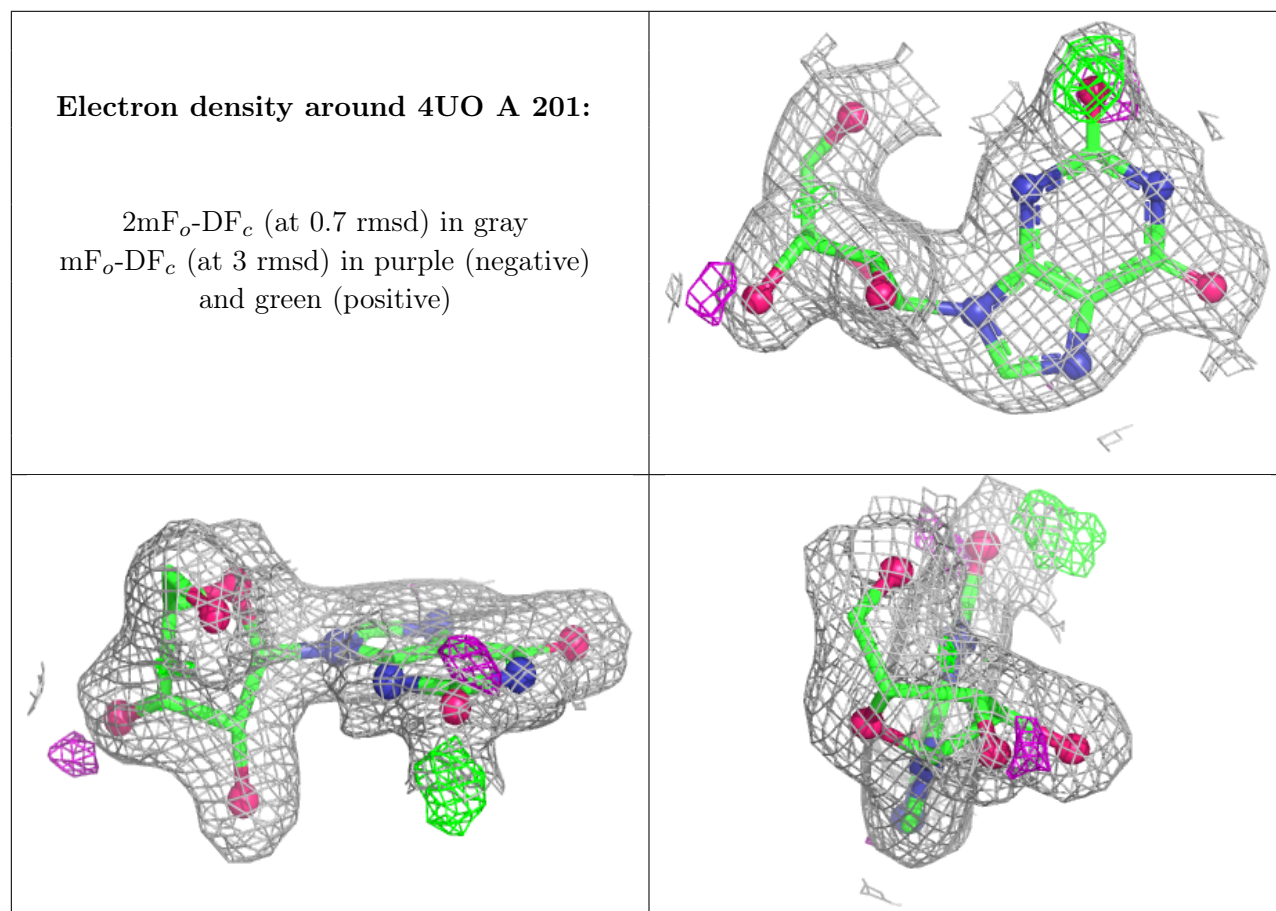 Electron density around 4UO A 201:
2mFₒ-DF𝒸 (at 0.7 rmsd) in gray
mFₒ-DF𝒸 (at 3 rmsd) in purple (negative)
and green (positive)